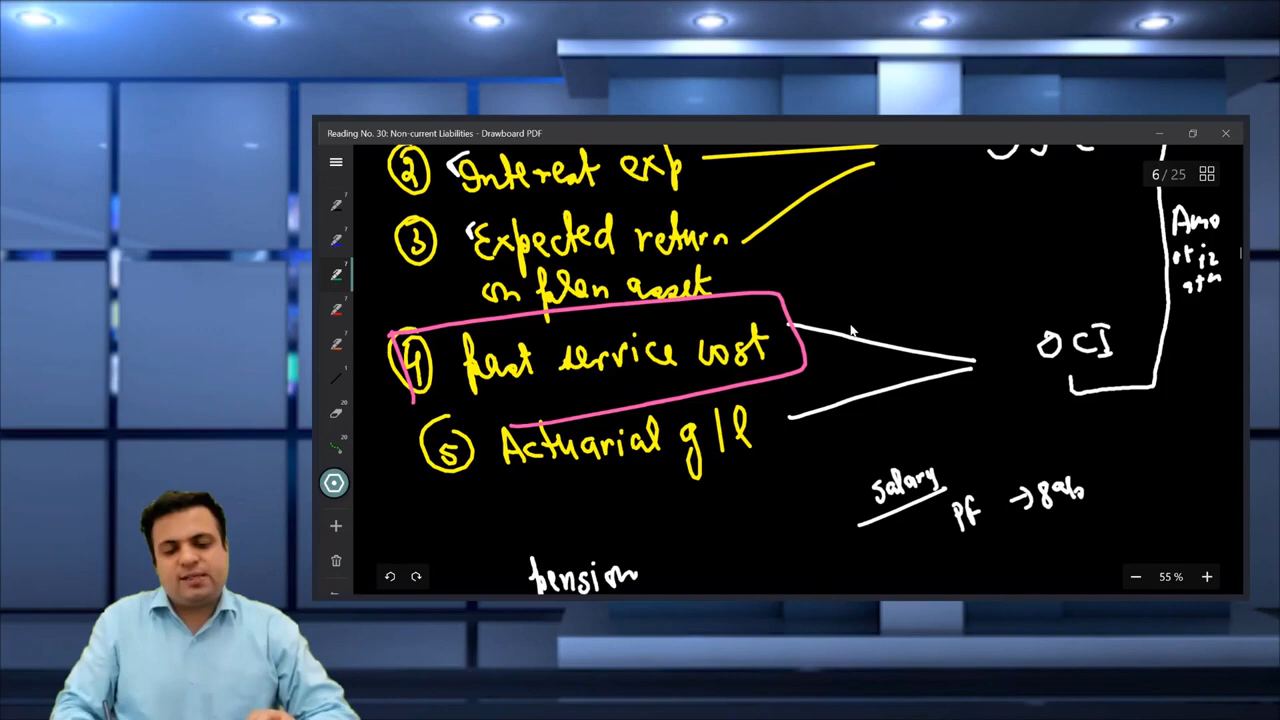 Reading No. 30: Non-current Liabilities - Drawboard PDF
6 / 25
② Interest exp
③ Expected return
on plan asset
Amo
rtiz
atn
④ past service cost
OCI
⑤ Actuarial g/l
Salary
PF →
pension
55 %